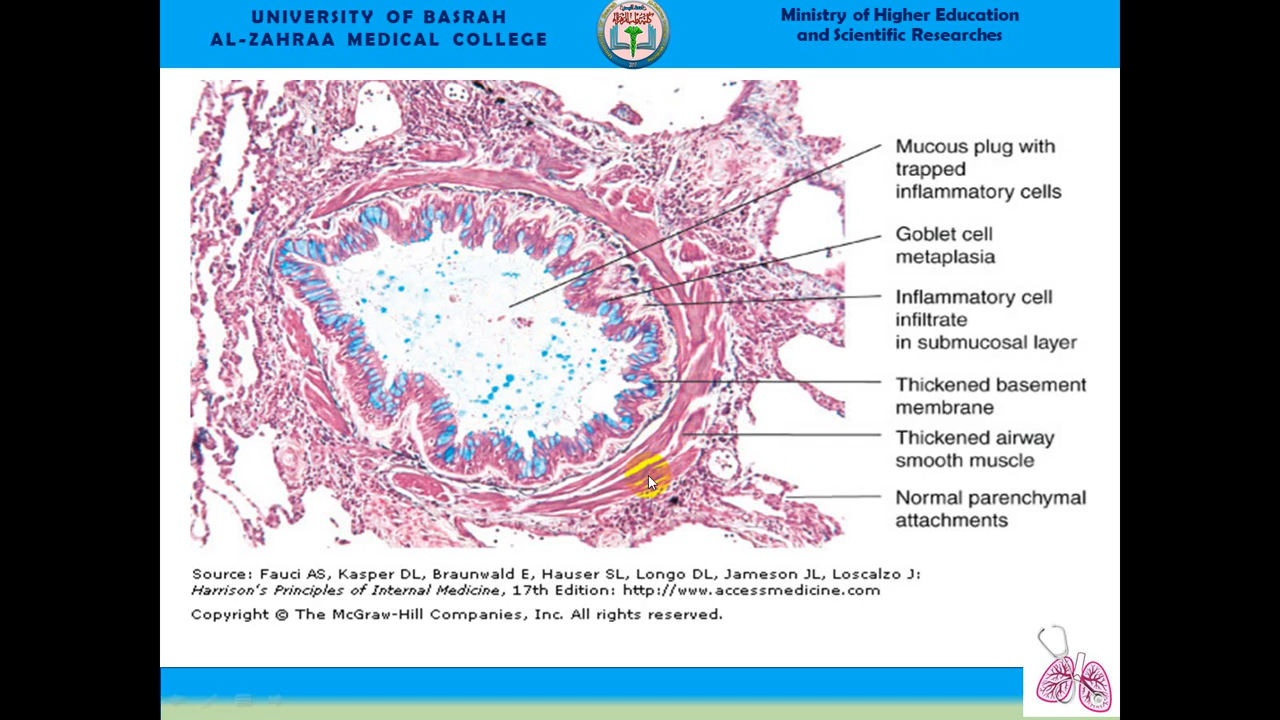 UNIVERSITY OF BASRAH
AL-ZAHRAA MEDICAL COLLEGE
Ministry of Higher Education
and Scientific Researches
Mucous plug with
trapped
inflammatory cells
Goblet cell
metaplasia
Inflammatory cell
infiltrate
in submucosal layer
Thickened basement
membrane
Thickened airway
smooth muscle
Normal parenchymal
attachments
Source: Fauci AS, Kasper DL, Braunwald E, Hauser SL, Longo DL, Jameson JL, Loscalzo J:
Harrison's Principles of Internal Medicine, 17th Edition: http://www.accessmedicine.com
Copyright © The McGraw-Hill Companies, Inc. All rights reserved.